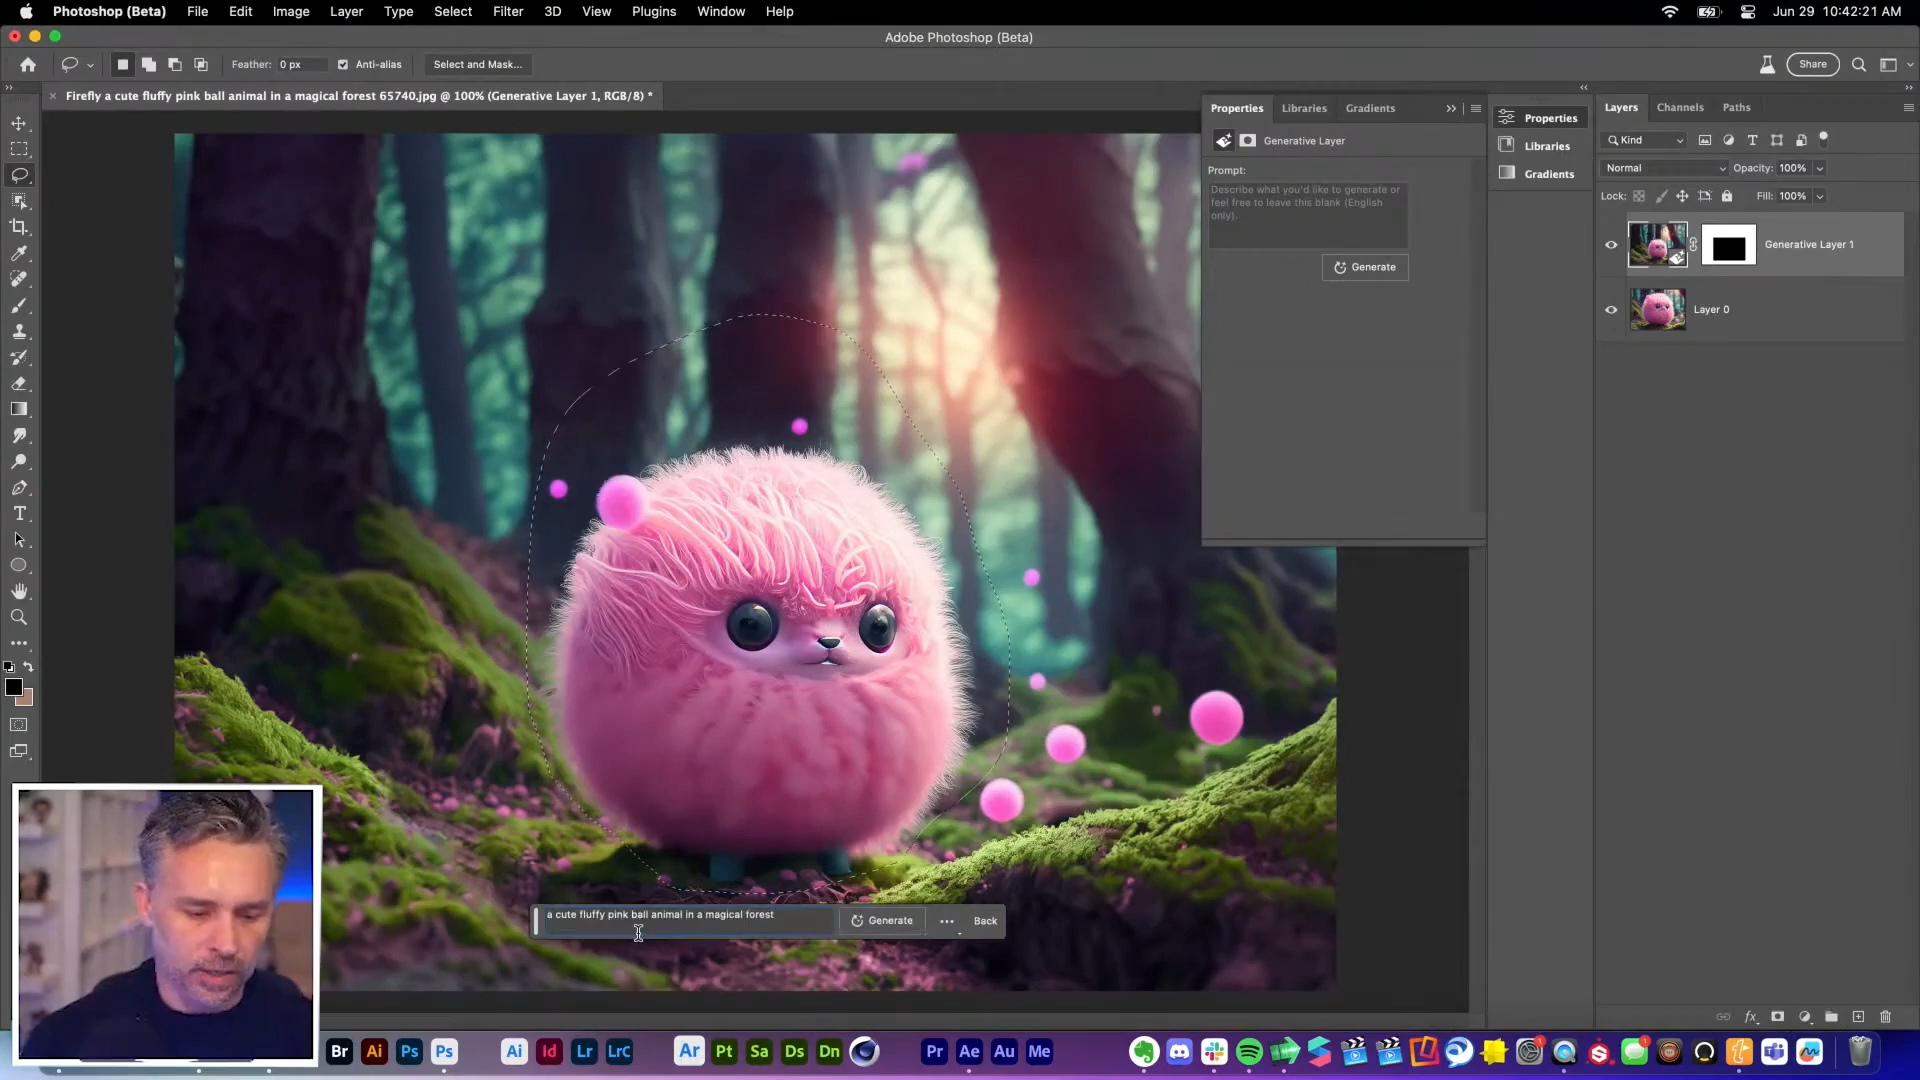 Photoshop (Beta) File Edit Image Layer Type Select Filter 3D View Plugins Window Help Jun 29 10:42:21 AM
Adobe Photoshop (Beta)
Feather: 0 px Anti-alias Select and Mask... Share
Firefly a cute fluffy pink ball animal in a magical forest 65740.jpg @ 100% (Generative Layer 1, RGB/8) *
Properties Libraries Gradients
Generative Layer
Prompt:
Describe what you'd like to generate or
feel free to leave this blank (English
only).
Generate
Properties
Libraries
Gradients
Layers Channels Paths
Kind
Normal Opacity: 100%
Lock: Fill: 100%
Generative Layer 1
Layer 0
a cute fluffy pink ball animal in a magical forest
Generate
Back
fx
Br Ai Ps Ps Ai Id Lr LrC Ar Pt Sa Ds Dn Pr Ae Au Me